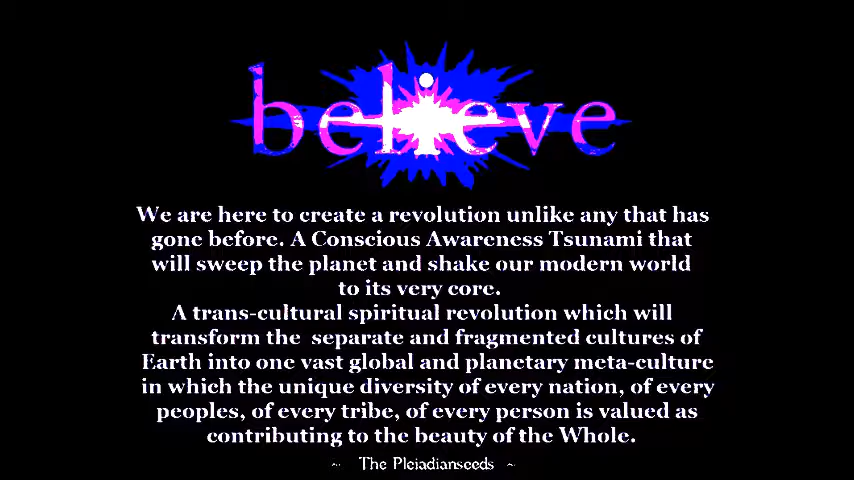 believe
We are here to create a revolution unlike any that has
gone before. A Conscious Awareness Tsunami that
will sweep the planet and shake our modern world
to its very core.
A trans-cultural spiritual revolution which will
transform the separate and fragmented cultures of
Earth into one vast global and planetary meta-culture
in which the unique diversity of every nation, of every
peoples, of every tribe, of every person is valued as
contributing to the beauty of the Whole.
~ The Pleiadianseeds ~